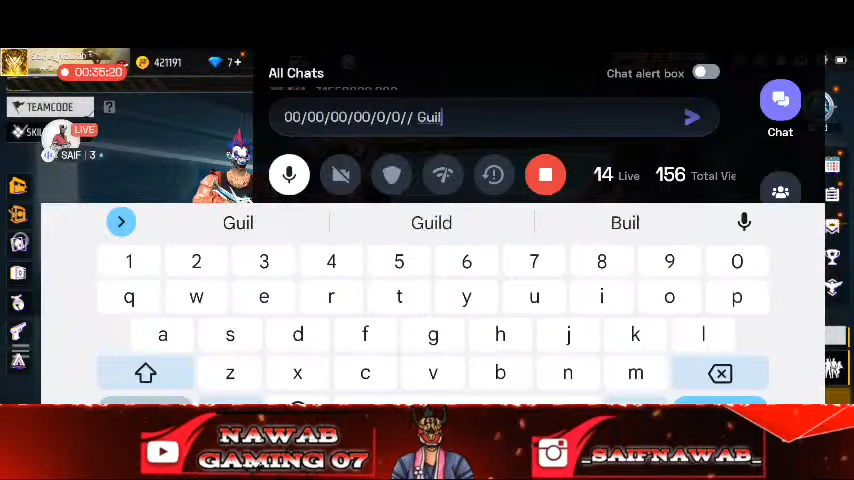 421191
7+
00:35:20
All Chats
Chat alert box
TEAMCODE
?
00/00/00/00/0/0// Guil
LIVE
Chat
SAIF | 3
14 Live 156 Total Vie
Guil Guild Buil
1 2 3 4 5 6 7 8 9 0
q w e r t y u i o p
a s d f g h j k l
z x c v b n m
NAWAB
GAMING 07
_SAIFNAWAB_